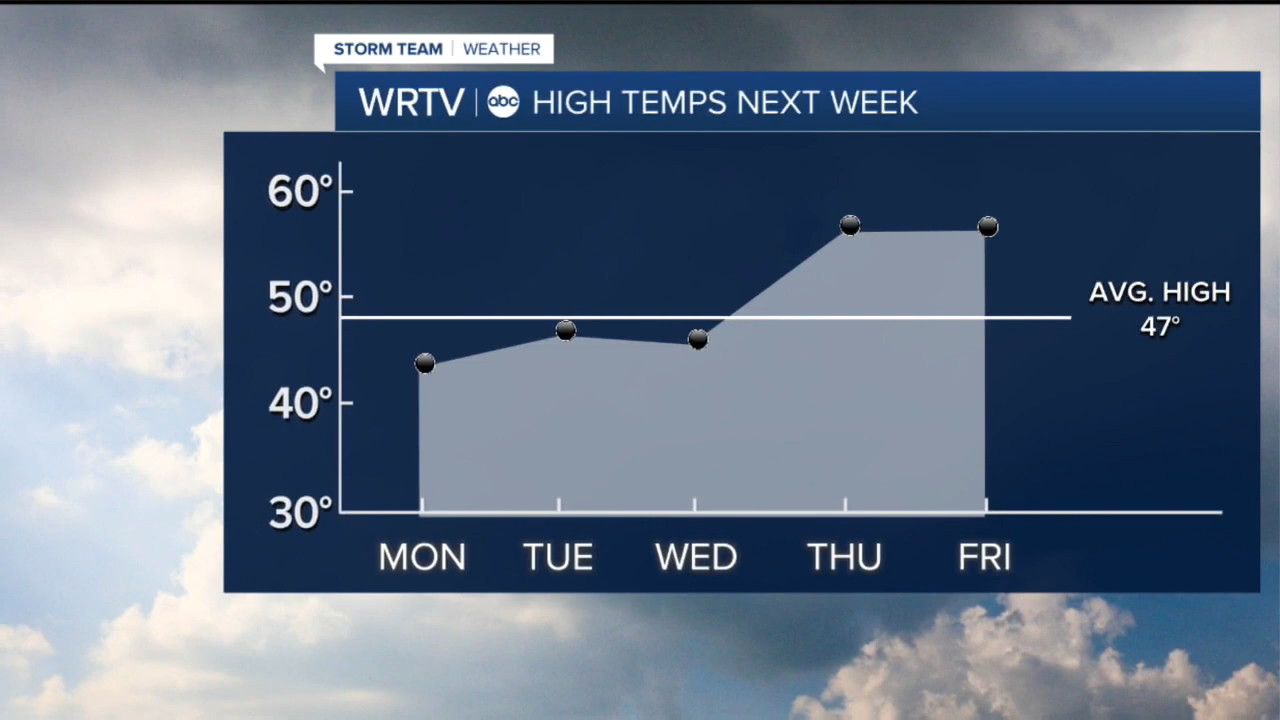 STORM TEAM | WEATHER
WRTV | abc HIGH TEMPS NEXT WEEK
60°
50°
AVG. HIGH
47°
40°
30°
MON TUE WED THU FRI